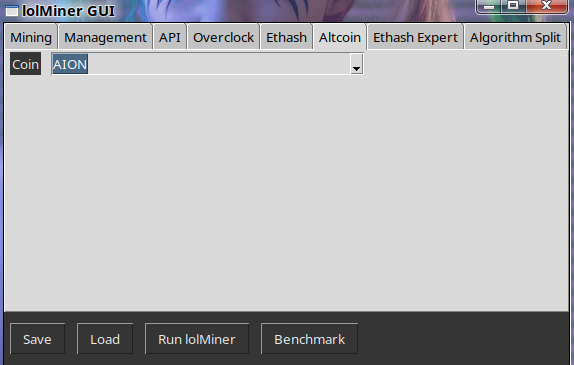 lolMiner GUI
Mining Management API Overclock Ethash Altcoin Ethash Expert Algorithm Split
Coin AION
Save Load Run lolMiner Benchmark